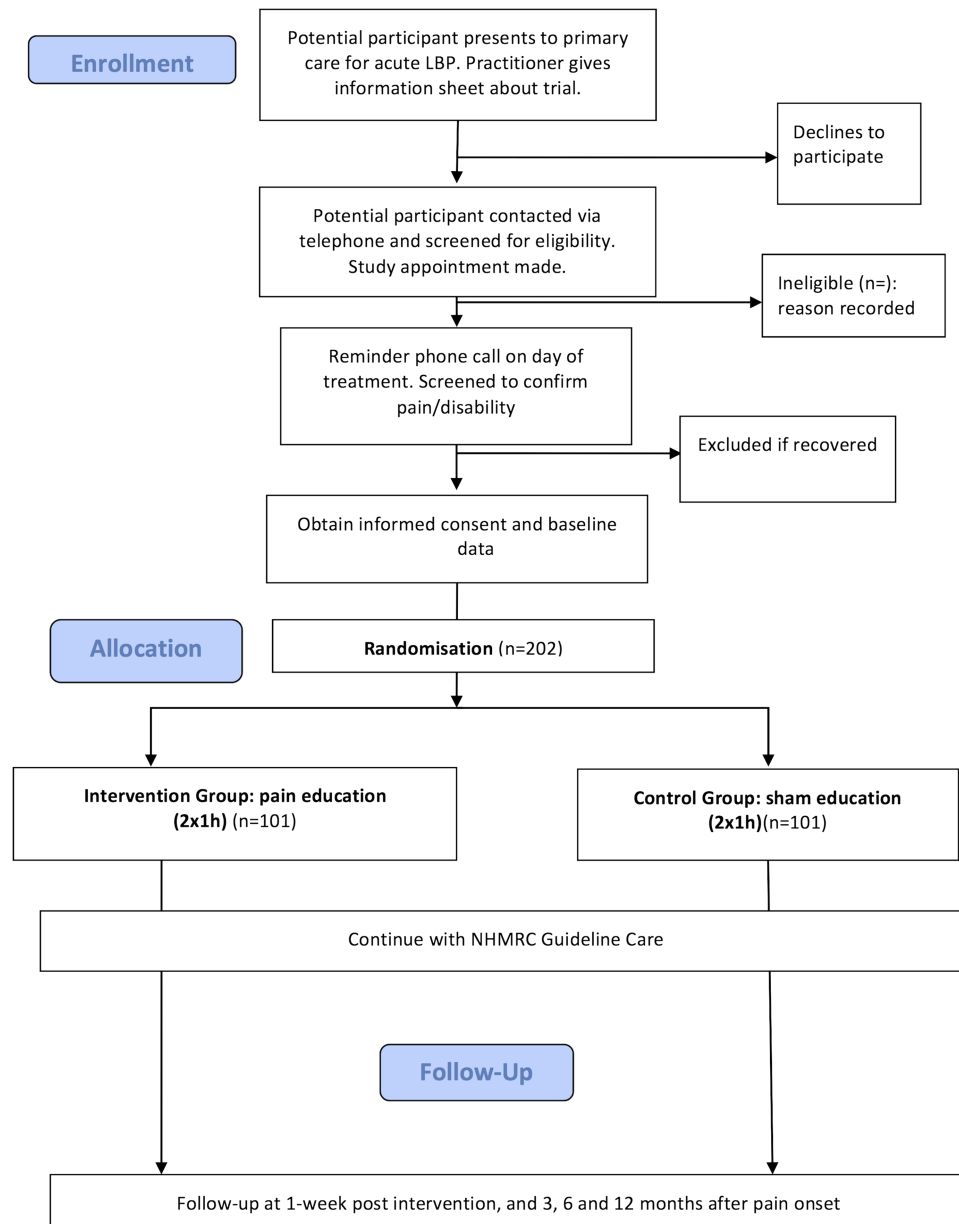 Enrollment
Potential participant presents to primary
care for acute LBP. Practitioner gives
information sheet about trial.
Declines to
participate
Potential participant contacted via
telephone and screened for eligibility.
Study appointment made.
Ineligible (n=):
reason recorded
Reminder phone call on day of
treatment. Screened to confirm
pain/disability
Excluded if recovered
Obtain informed consent and baseline
data
Allocation
Randomisation (n=202)
Intervention Group: pain education
(2x1h) (n=101)
Control Group: sham education
(2x1h)(n=101)
Continue with NHMRC Guideline Care
Follow-Up
Follow-up at 1-week post intervention, and 3, 6 and 12 months after pain onset